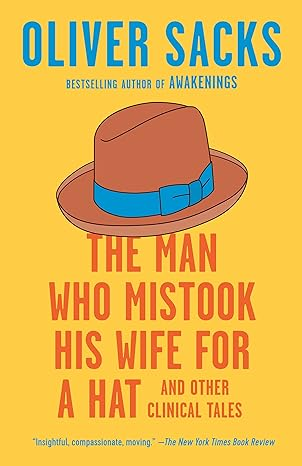 OLIVER SACKS
BESTSELLING AUTHOR OF AWAKENINGS
THE MAN
WHO MISTOOK
HIS WIFE FOR
A HAT
AND OTHER
CLINICAL TALES
"Insightful, compassionate, moving." —The New York Times Book Review